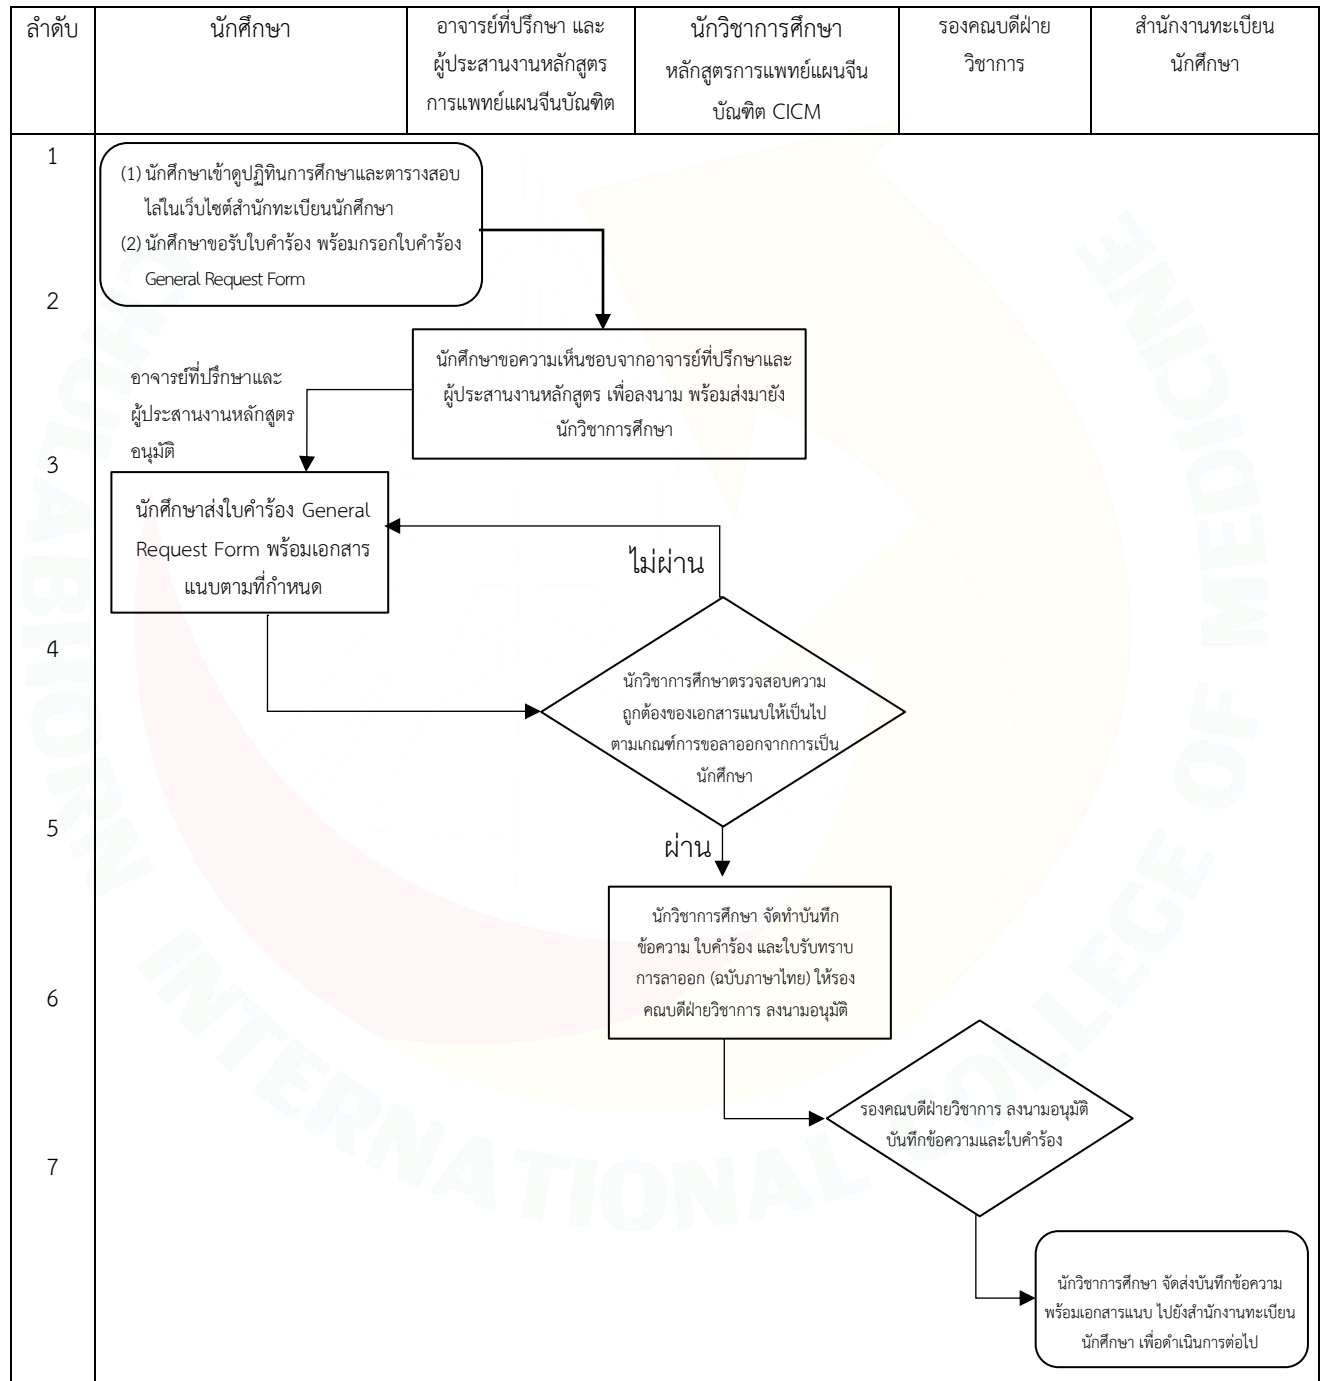 ลำดับ
นักศึกษา
อาจารย์ที่ปรึกษา และ
ผู้ประสานงานหลักสูตร
การแพทย์แผนจีนบัณฑิต
นักวิชาการศึกษา
หลักสูตรการแพทย์แผนจีน
บัณฑิต CICM
รองคณบดีฝ่าย
วิชาการ
สำนักงานทะเบียน
นักศึกษา
1
(1) นักศึกษาเข้าดูปฏิทินการศึกษาและตารางสอบ
ไล่ในเว็บไซต์สำนักทะเบียนนักศึกษา
(2) นักศึกษาขอรับใบคำร้อง พร้อมกรอกใบคำร้อง
General Request Form
2
นักศึกษาขอความเห็นชอบจากอาจารย์ที่ปรึกษาและ
ผู้ประสานงานหลักสูตร เพื่อลงนาม พร้อมส่งมายัง
นักวิชาการศึกษา
อาจารย์ที่ปรึกษาและ
ผู้ประสานงานหลักสูตร
อนุมัติ
3
นักศึกษาส่งใบคำร้อง General
Request Form พร้อมเอกสาร
แนบตามที่กำหนด
ไม่ผ่าน
4
นักวิชาการศึกษาตรวจสอบความ
ถูกต้องของเอกสารแนบให้เป็นไป
ตามเกณฑ์การขอลาออกจากการเป็น
นักศึกษา
5
ผ่าน
นักวิชาการศึกษา จัดทำบันทึก
ข้อความ ใบคำร้อง และใบรับทราบ
การลาออก (ฉบับภาษาไทย) ให้รอง
คณบดีฝ่ายวิชาการ ลงนามอนุมัติ
6
รองคณบดีฝ่ายวิชาการ ลงนามอนุมัติ
บันทึกข้อความและใบคำร้อง
7
นักวิชาการศึกษา จัดส่งบันทึกข้อความ
พร้อมเอกสารแนบ ไปยังสำนักงานทะเบียน
นักศึกษา เพื่อดำเนินการต่อไป
CHULABHORN INTERNATIONAL COLLEGE OF MEDICINE